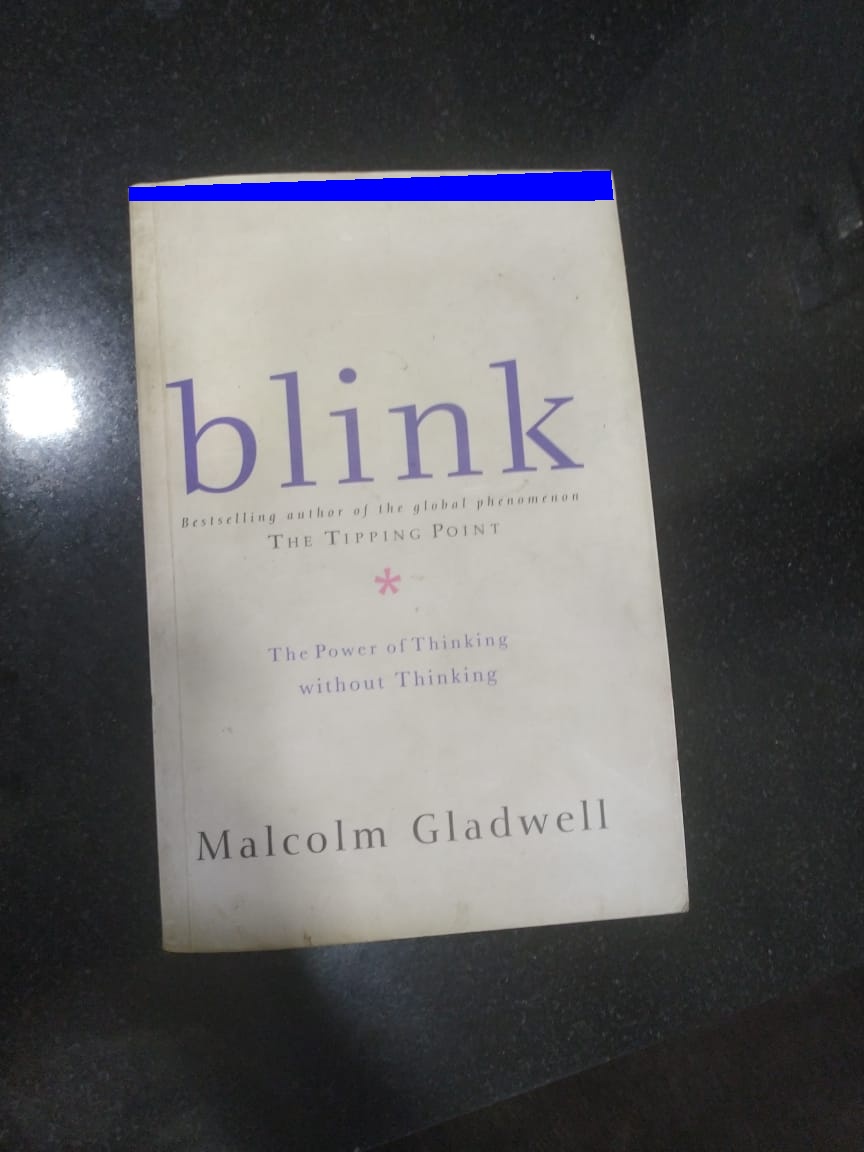 blink
Bestselling author of the global phenomenon
THE TIPPING POINT
*
The Power of Thinking
without Thinking
Malcolm Gladwell